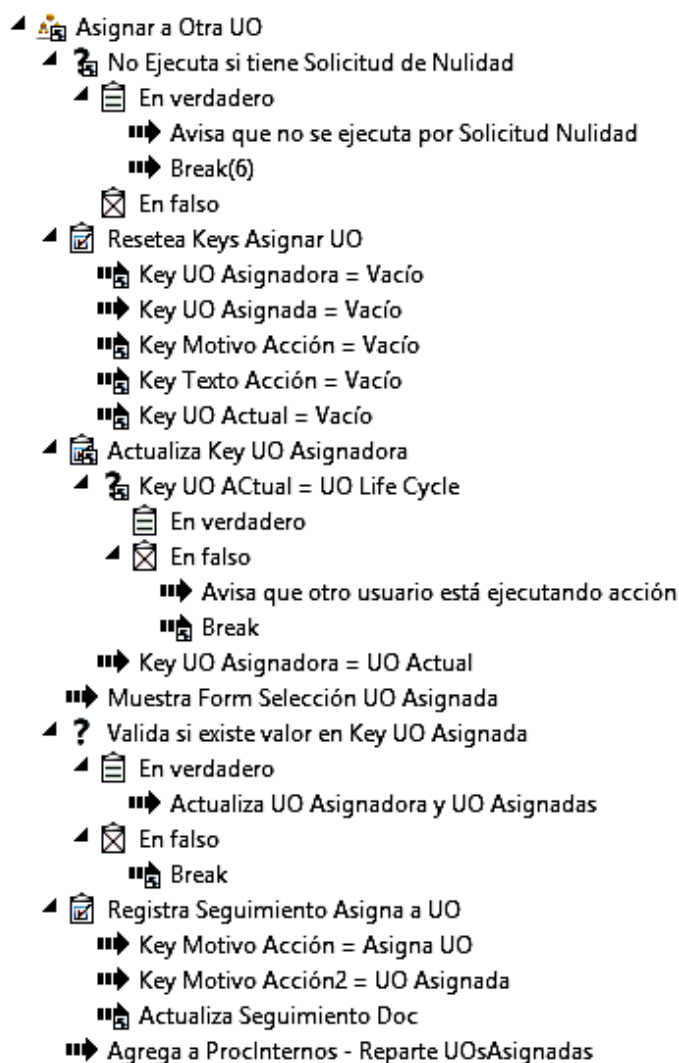 Asignar a Otra UO
No Ejecuta si tiene Solicitud de Nulidad
En verdadero
Avisa que no se ejecuta por Solicitud Nulidad
Break(6)
En falso
Resetea Keys Asignar UO
Key UO Asignadora = Vacío
Key UO Asignada = Vacío
Key Motivo Acción = Vacío
Key Texto Acción = Vacío
Key UO Actual = Vacío
Actualiza Key UO Asignadora
Key UO ACtual = UO Life Cycle
En verdadero
En falso
Avisa que otro usuario está ejecutando acción
Break
Key UO Asignadora = UO Actual
Muestra Form Selección UO Asignada
Valida si existe valor en Key UO Asignada
En verdadero
Actualiza UO Asignadora y UO Asignadas
En falso
Break
Registra Seguimiento Asigna a UO
Key Motivo Acción = Asigna UO
Key Motivo Acción2 = UO Asignada
Actualiza Seguimiento Doc
Agrega a ProcInternos - Reparte UOsAsignadas